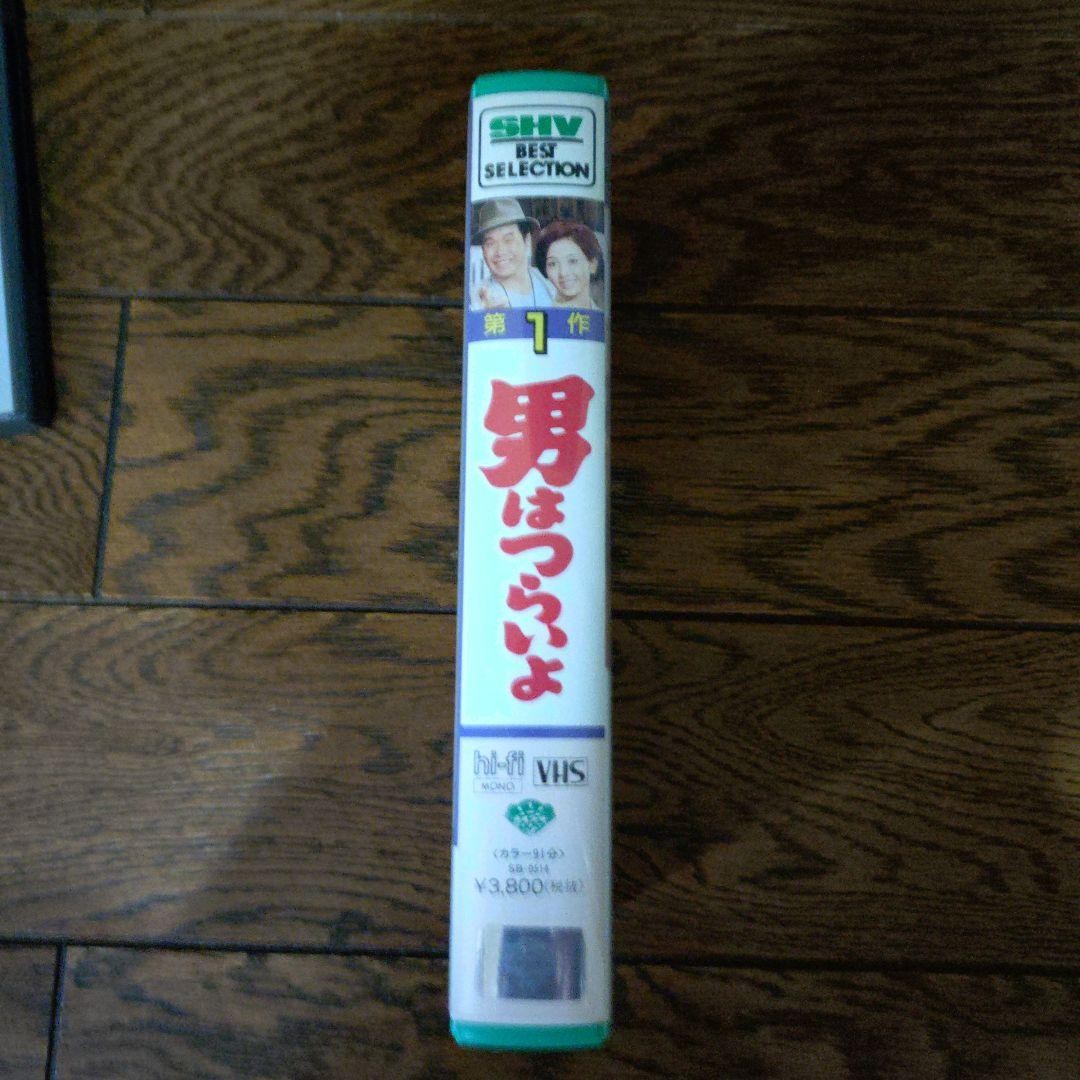 SHV
BEST
SELECTION
第1作
男はつらいよ
hi-fi
MONO
VHS
〈カラー91分〉
SB-0514
¥3,800(税抜)